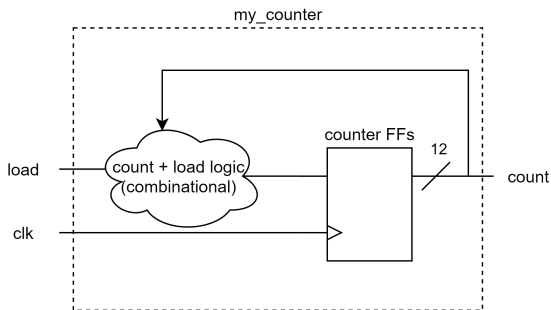 my_counter
counter FFs
12
load
count + load logic
(combinational)
count
clk